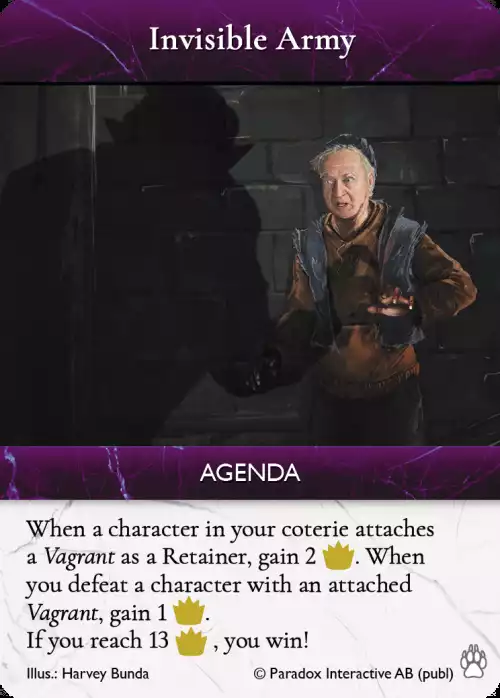 Invisible Army
AGENDA
When a character in your coterie attaches
a Vagrant as a Retainer, gain 2 . When
you defeat a character with an attached
Vagrant, gain 1 .
If you reach 13 , you win!
Illus.: Harvey Bunda © Paradox Interactive AB (publ)